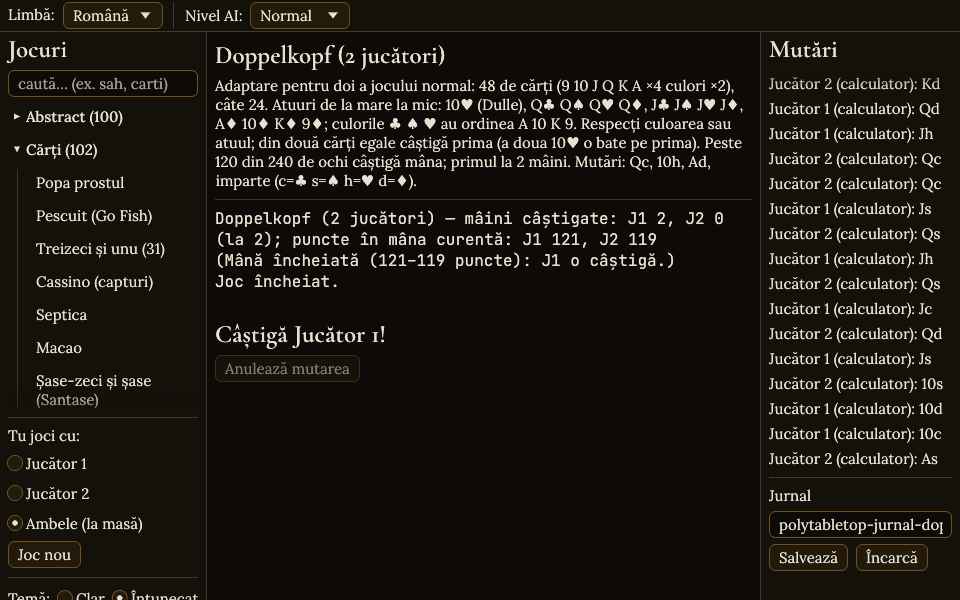 Limbă: Română ▼ Nivel AI: Normal ▼
Jocuri
caută... (ex. sah, carti)
▸ Abstract (100)
▾ Cărți (102)
Popa prostul
Pescuit (Go Fish)
Treizeci și unu (31)
Cassino (capturi)
Septica
Macao
Șase-zeci și șase
(Santase)
Tu joci cu:
Jucător 1
Jucător 2
Ambele (la masă)
Joc nou
Temă: Clar Întunecat
Doppelkopf (2 jucători)
Adaptare pentru doi a jocului normal: 48 de cărți (9 10 J Q K A ×4 culori ×2),
câte 24. Atuuri de la mare la mic: 10♥ (Dulle), Q♣ Q♠ Q♥ Q♦, J♣ J♠ J♥ J♦,
A♦ 10♦ K♦ 9♦; culorile ♣ ♠ ♥ au ordinea A 10 K 9. Respecți culoarea sau
atuul; din două cărți egale câștigă prima (a doua 10♥ o bate pe prima). Peste
120 din 240 de ochi câștigă mâna; primul la 2 mâini. Mutări: Qc, 10h, Ad,
imparte (c=♣ s=♠ h=♥ d=♦).
Doppelkopf (2 jucători) — mâini câștigate: J1 2, J2 0
(la 2); puncte în mâna curentă: J1 121, J2 119
(Mână încheiată (121–119 puncte): J1 o câștigă.)
Joc încheiat.
Câștigă Jucător 1!
Anulează mutarea
Mutări
Jucător 2 (calculator): Kd
Jucător 1 (calculator): Qd
Jucător 1 (calculator): Jh
Jucător 2 (calculator): Qc
Jucător 2 (calculator): Qc
Jucător 1 (calculator): Js
Jucător 2 (calculator): Qs
Jucător 1 (calculator): Jh
Jucător 2 (calculator): Qs
Jucător 1 (calculator): Jc
Jucător 2 (calculator): Qd
Jucător 1 (calculator): Js
Jucător 2 (calculator): 10s
Jucător 1 (calculator): 10d
Jucător 1 (calculator): 10c
Jucător 2 (calculator): As
Jurnal
polytabletop-jurnal-dop
Salvează Încarcă